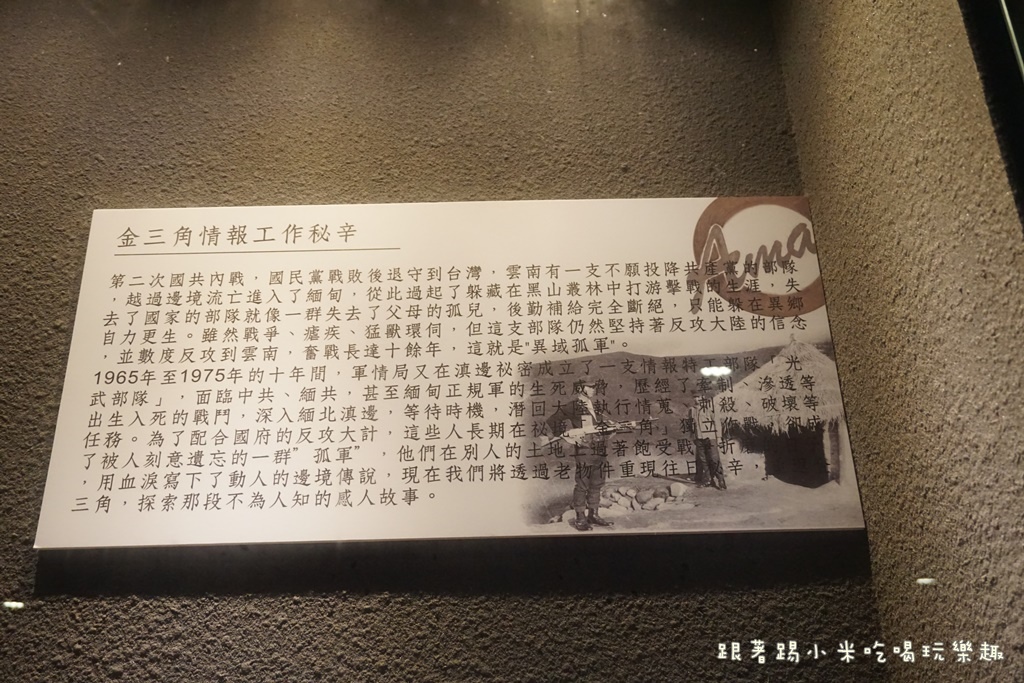 金三角情報工作秘辛
Acma
第二次國共內戰，國民黨戰敗後退守到台灣，雲南有一支不願投降共產黨的部隊
，越過邊境流亡進入了緬甸，從此過起了躲藏在黑山叢林中打游擊戰的生涯，失
去了國家的部隊就像一群失去了父母的孤兒，後勤補給完全斷絕，只能躲在異鄉
自力更生。雖然戰爭、瘧疾、猛獸環伺，但這支部隊仍然堅持著反攻大陸的信念
，並數度反攻到雲南，奮戰長達十餘年，這就是"異域孤軍"。
1965年至1975年的十年間，軍情局又在滇邊祕密成立了一支情報特工部隊「光
武部隊」，面臨中共、緬共，甚至緬甸正規軍的生死威脅，歷經了牽制、滲透等
出生入死的戰鬥，深入緬北滇邊，等待時機，潛回大陸執行情蒐、刺殺、破壞等
任務。為了配合國府的反攻大計，這些人長期在祕境「金三角」獨立作戰，卻成
了被人刻意遺忘的一群"孤軍"，他們在別人的土地上過著飽受戰爭折
，用血淚寫下了動人的邊境傳說，現在我們將透過老物件重現往日秘辛，
三角，探索那段不為人知的感人故事。
跟著踢小米吃喝玩樂趣